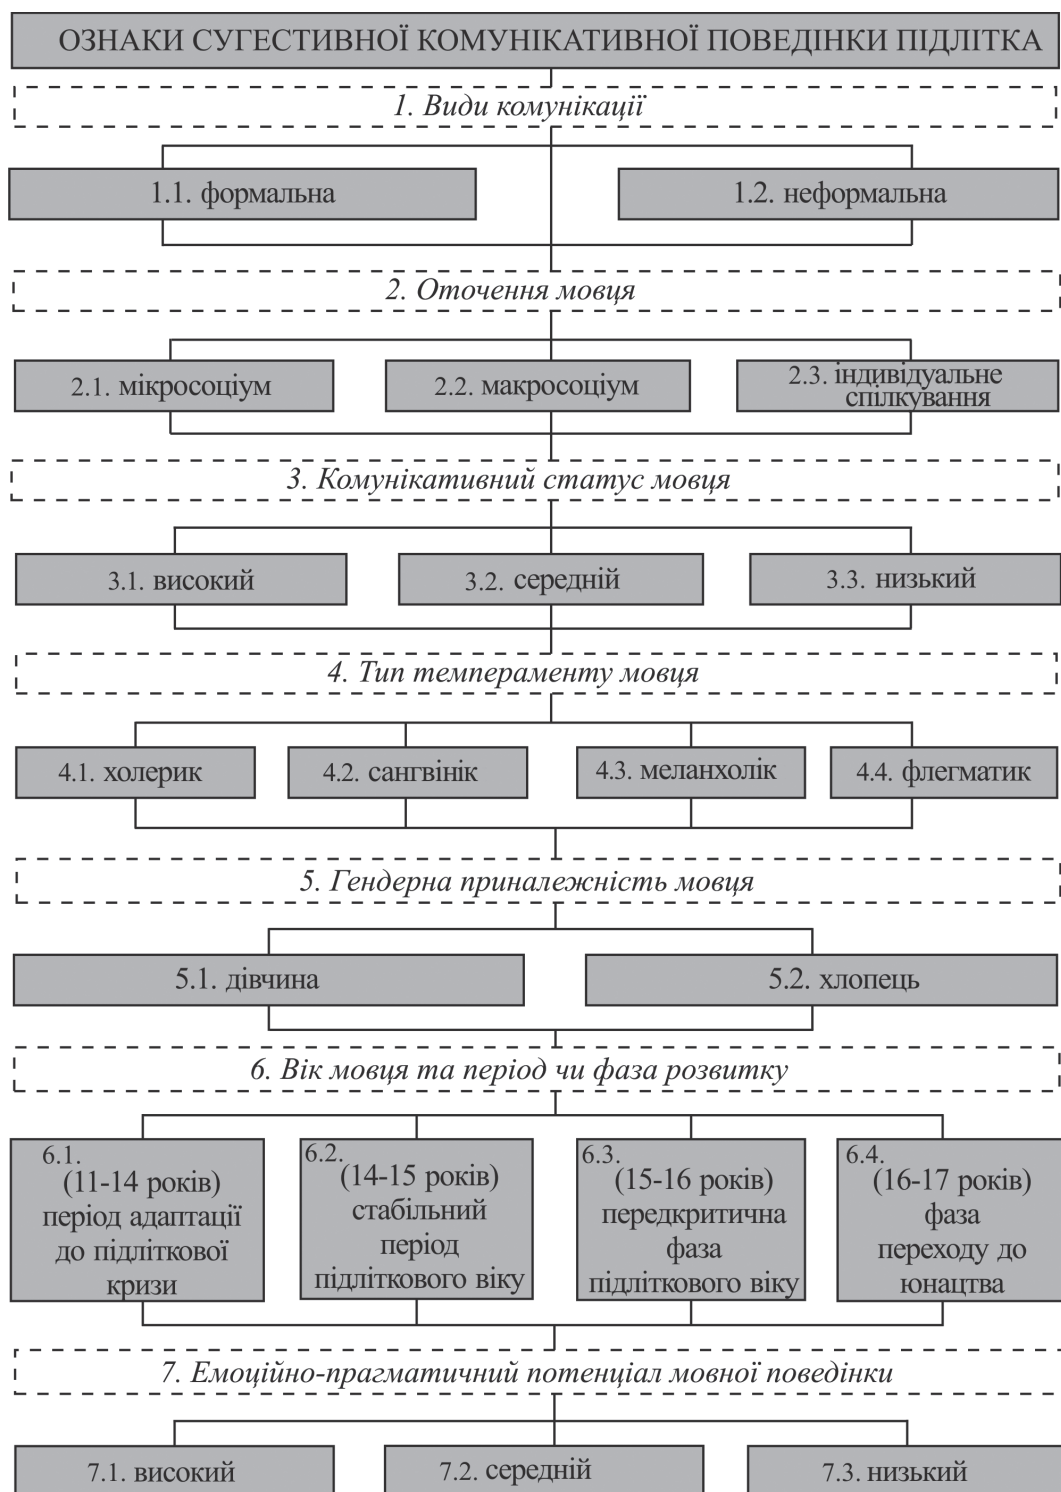 ОЗНАКИ СУГЕСТИВНОЇ КОМУНІКАТИВНОЇ ПОВЕДІНКИ ПІДЛІТКА
1. Види комунікації
1.1. формальна
1.2. неформальна
2. Оточення мовця
2.1. мікросоціум
2.2. макросоціум
2.3. індивідуальне
спілкування
3. Комунікативний статус мовця
3.1. високий
3.2. середній
3.3. низький
4. Тип темпераменту мовця
4.1. холерик
4.2. сангвінік
4.3. меланхолік
4.4. флегматик
5. Гендерна приналежність мовця
5.1. дівчина
5.2. хлопець
6. Вік мовця та період чи фаза розвитку
6.1.
(11-14 років)
період адаптації
до підліткової
кризи
6.2.
(14-15 років)
стабільний
період
підліткового віку
6.3.
(15-16 років)
передкритична
фаза
підліткового віку
6.4.
(16-17 років)
фаза
переходу до
юнацтва
7. Емоційно-прагматичний потенціал мовної поведінки
7.1. високий
7.2. середній
7.3. низький